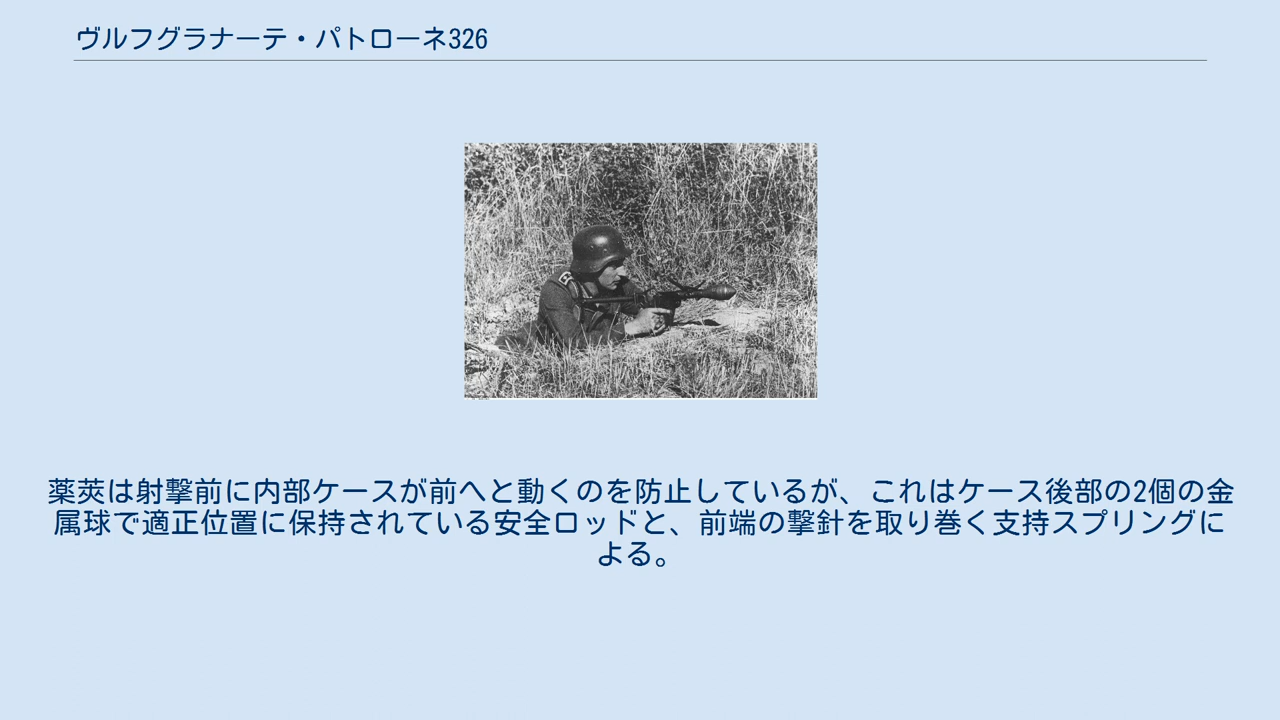 ヴルフグラナーテ・パトローネ326
薬莢は射撃前に内部ケースが前へと動くのを防止しているが、これはケース後部の2個の金
属球で適正位置に保持されている安全ロッドと、前端の撃針を取り巻く支持スプリングに
よる。